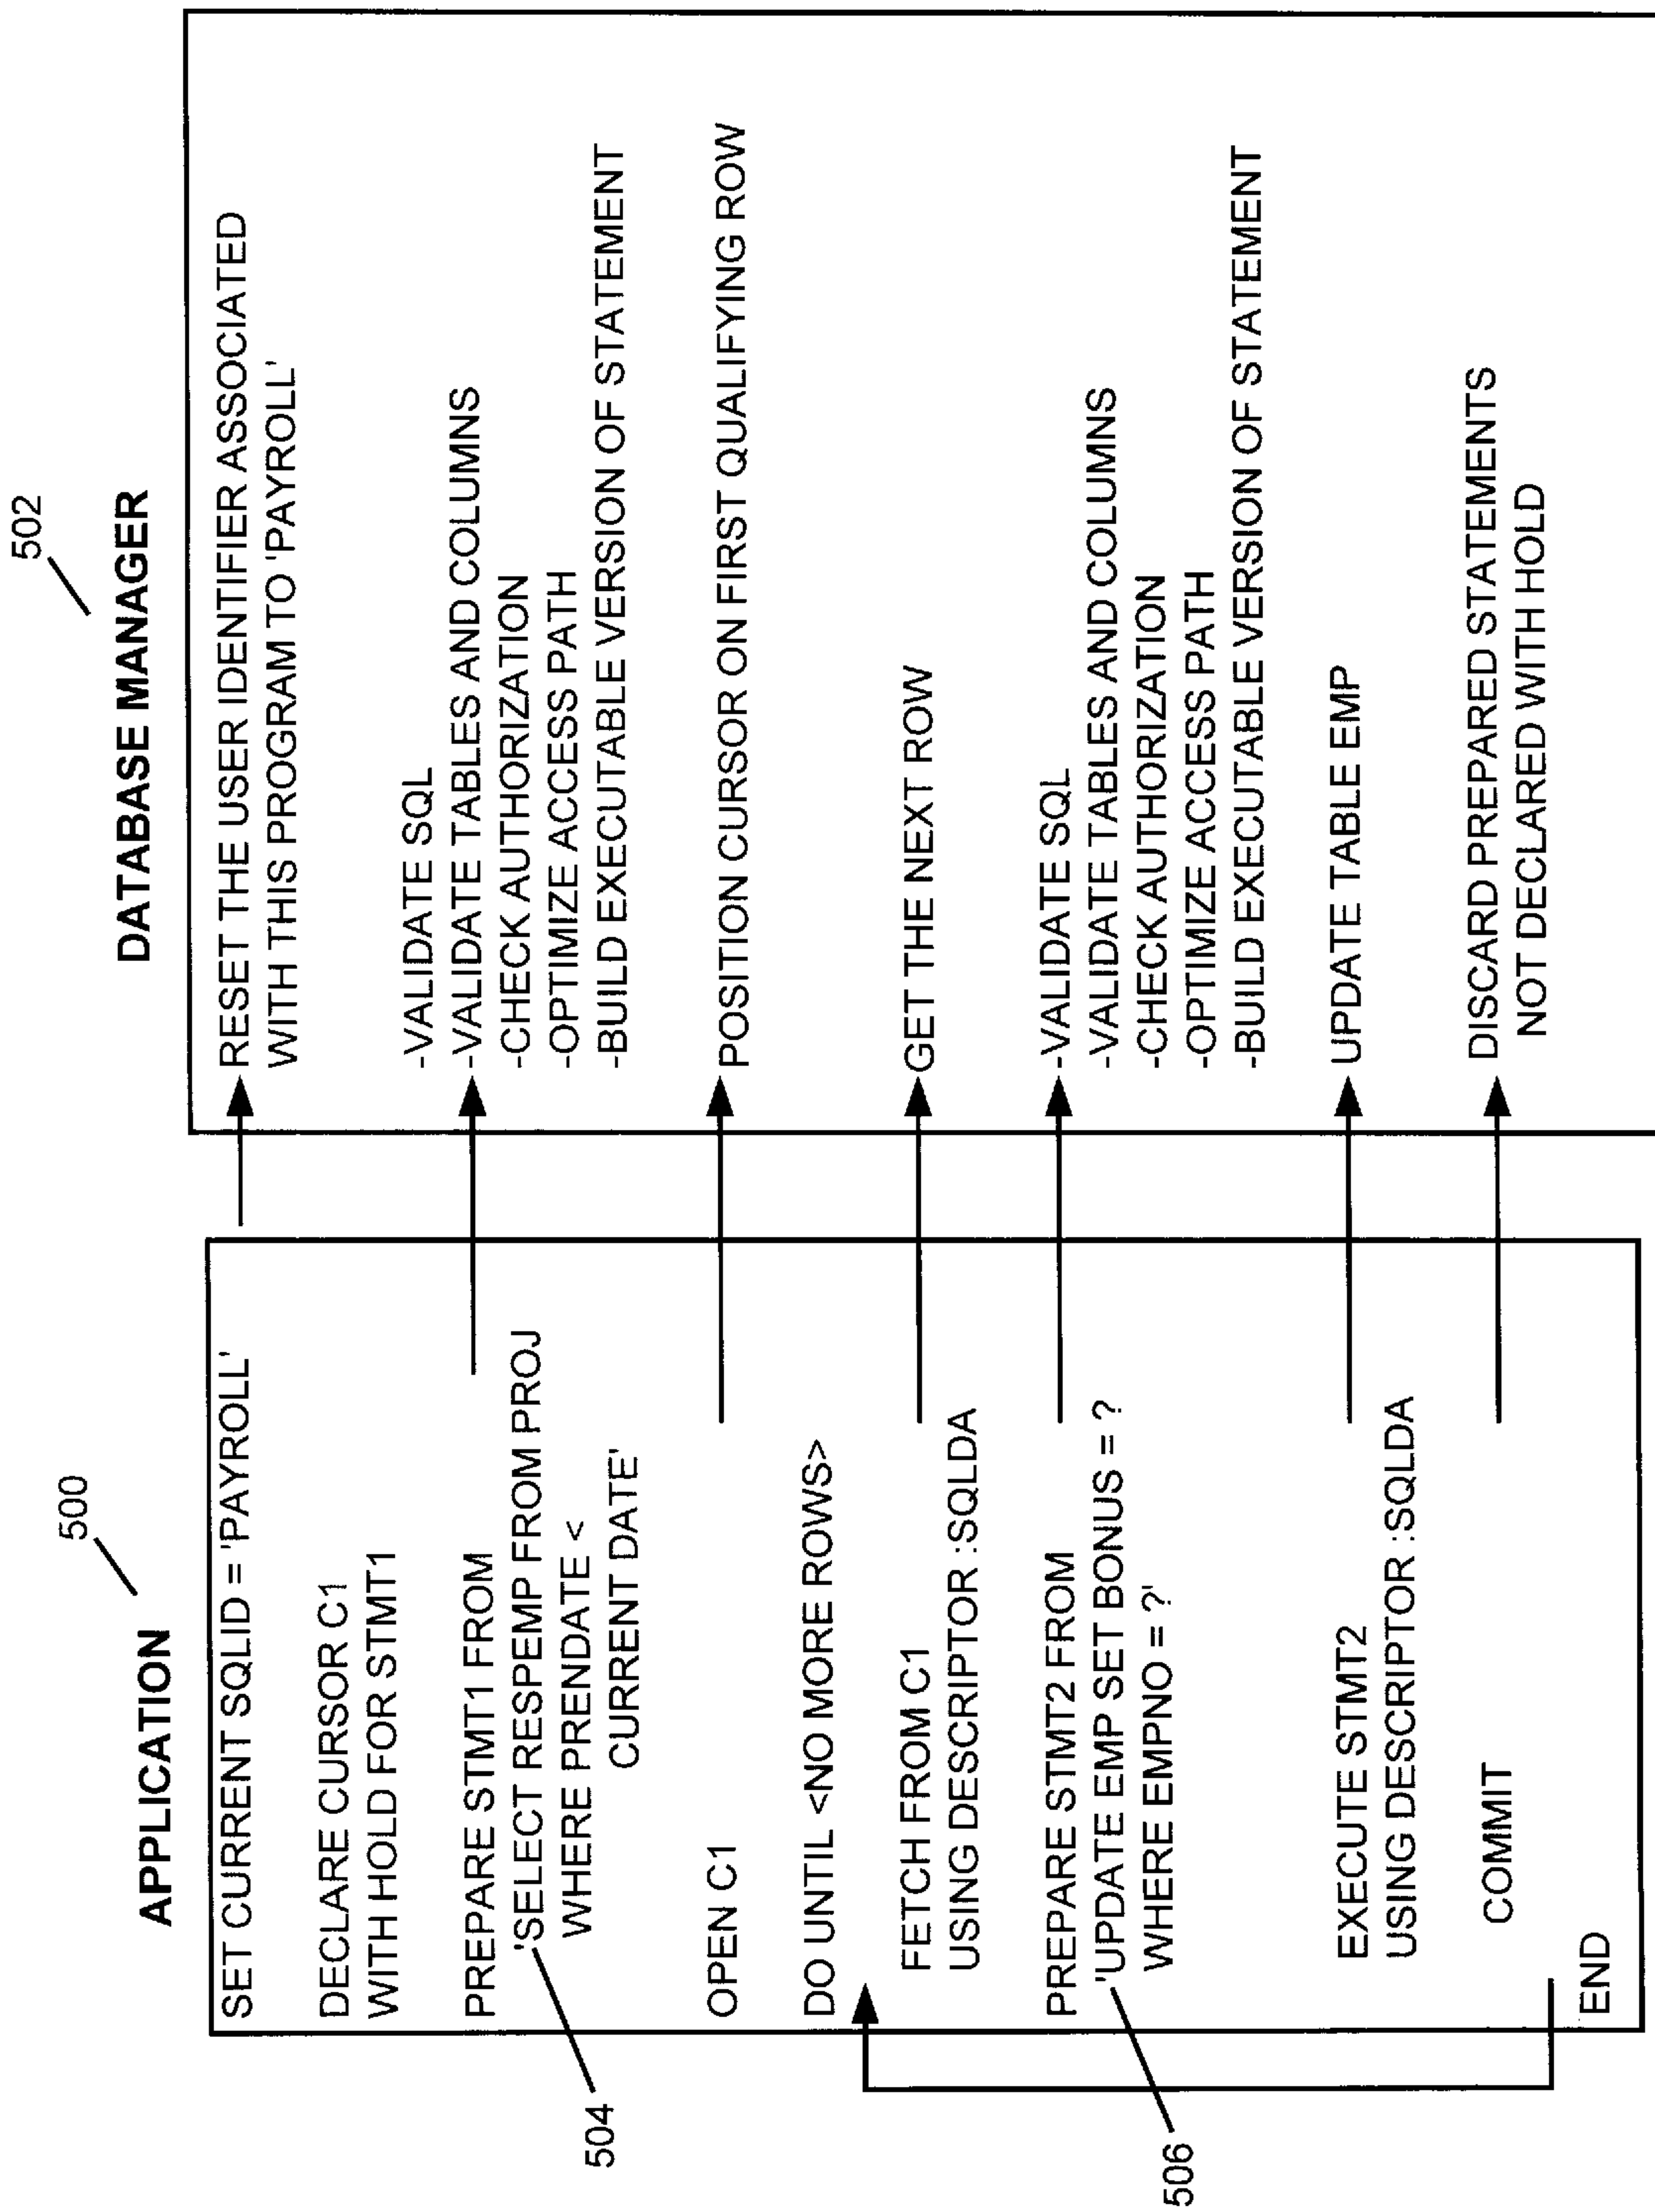 500
APPLICATION
SET CURRENT SQLID = 'PAYROLL'
DECLARE CURSOR C1
WITH HOLD FOR STMT1
PREPARE STMT1 FROM
'SELECT RESPEMP FROM PROJ
WHERE PRENDATE <
CURRENT DATE'
504
OPEN C1
DO UNTIL <NO MORE ROWS>
FETCH FROM C1
USING DESCRIPTOR :SQLDA
PREPARE STMT2 FROM
'UPDATE EMP SET BONUS = ?
WHERE EMPNO = ?'
506
EXECUTE STMT2
USING DESCRIPTOR :SQLDA
COMMIT
END
502
DATABASE MANAGER
RESET THE USER IDENTIFIER ASSOCIATED
WITH THIS PROGRAM TO 'PAYROLL'
-VALIDATE SQL
-VALIDATE TABLES AND COLUMNS
-CHECK AUTHORIZATION
-OPTIMIZE ACCESS PATH
-BUILD EXECUTABLE VERSION OF STATEMENT
POSITION CURSOR ON FIRST QUALIFYING ROW
GET THE NEXT ROW
-VALIDATE SQL
-VALIDATE TABLES AND COLUMNS
-CHECK AUTHORIZATION
-OPTIMIZE ACCESS PATH
-BUILD EXECUTABLE VERSION OF STATEMENT
UPDATE TABLE EMP
DISCARD PREPARED STATEMENTS
NOT DECLARED WITH HOLD